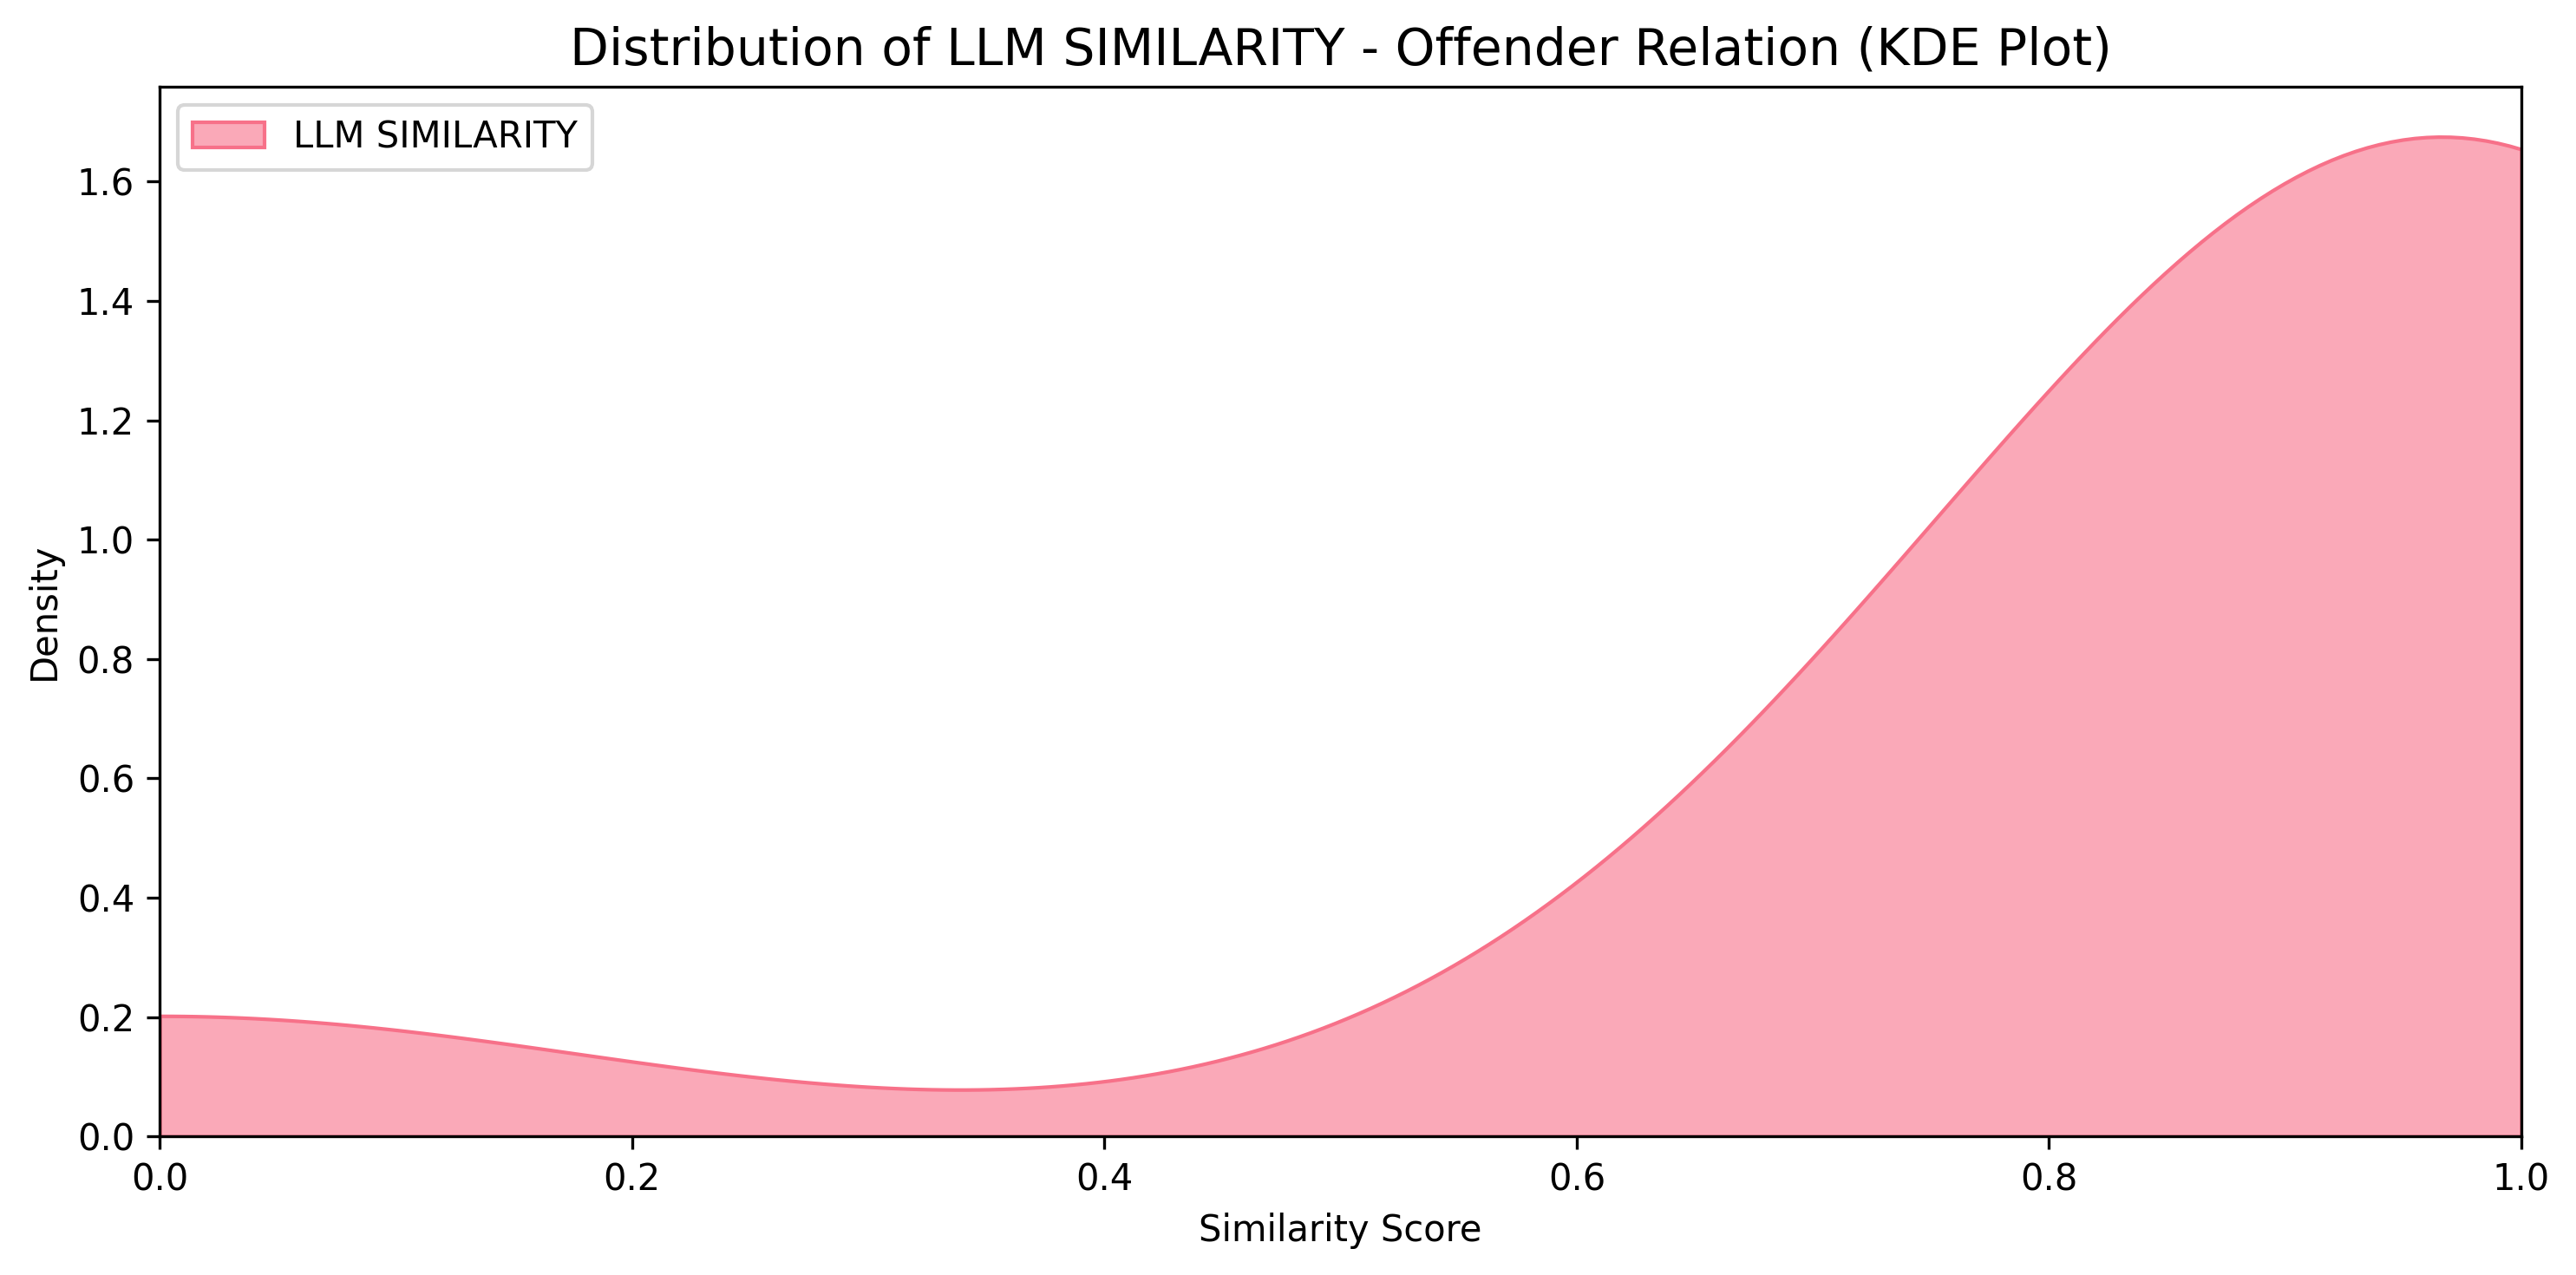 Distribution of LLM SIMILARITY - Offender Relation (KDE Plot)
LLM SIMILARITY
1.6
1.4
1.2
1.0
0.8
0.6
0.4
0.2
0.0
Density
0.0 0.2 0.4 0.6 0.8 1.0
Similarity Score